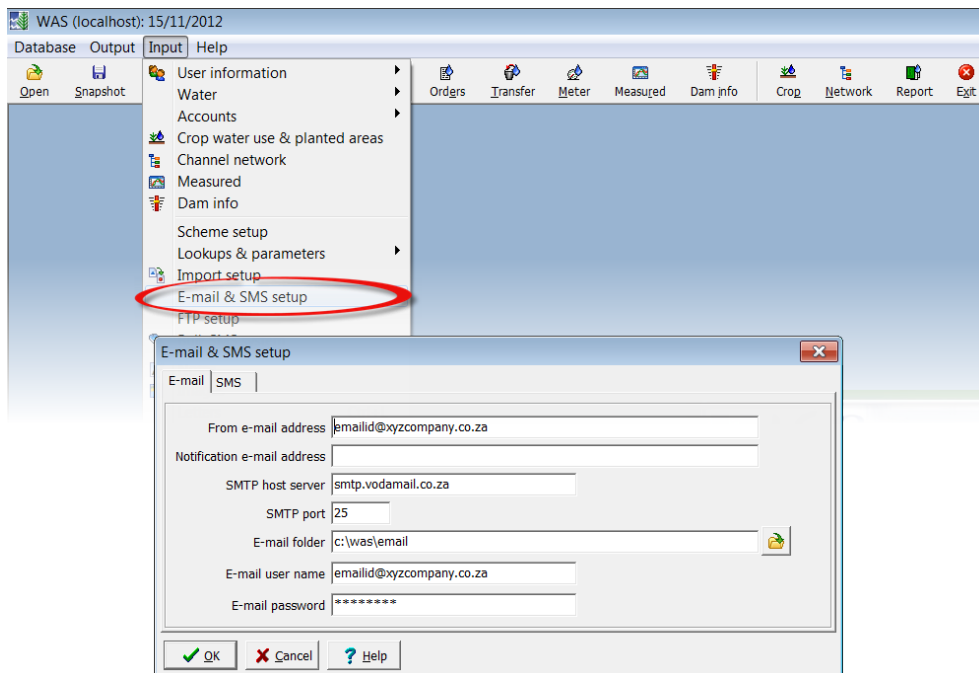 WAS (localhost): 15/11/2012
Database Output Input Help
Open Snapshot Orders Transfer Meter Measured Dam info Crop Network Report Exit
User information
Water
Accounts
Crop water use & planted areas
Channel network
Measured
Dam info
Scheme setup
Lookups & parameters
Import setup
E-mail & SMS setup
FTP setup
E-mail & SMS setup
E-mail SMS
From e-mail address emailid@xyzcompany.co.za
Notification e-mail address
SMTP host server smtp.vodamail.co.za
SMTP port 25
E-mail folder c:\was\email
E-mail user name emailid@xyzcompany.co.za
E-mail password ********
OK Cancel ? Help